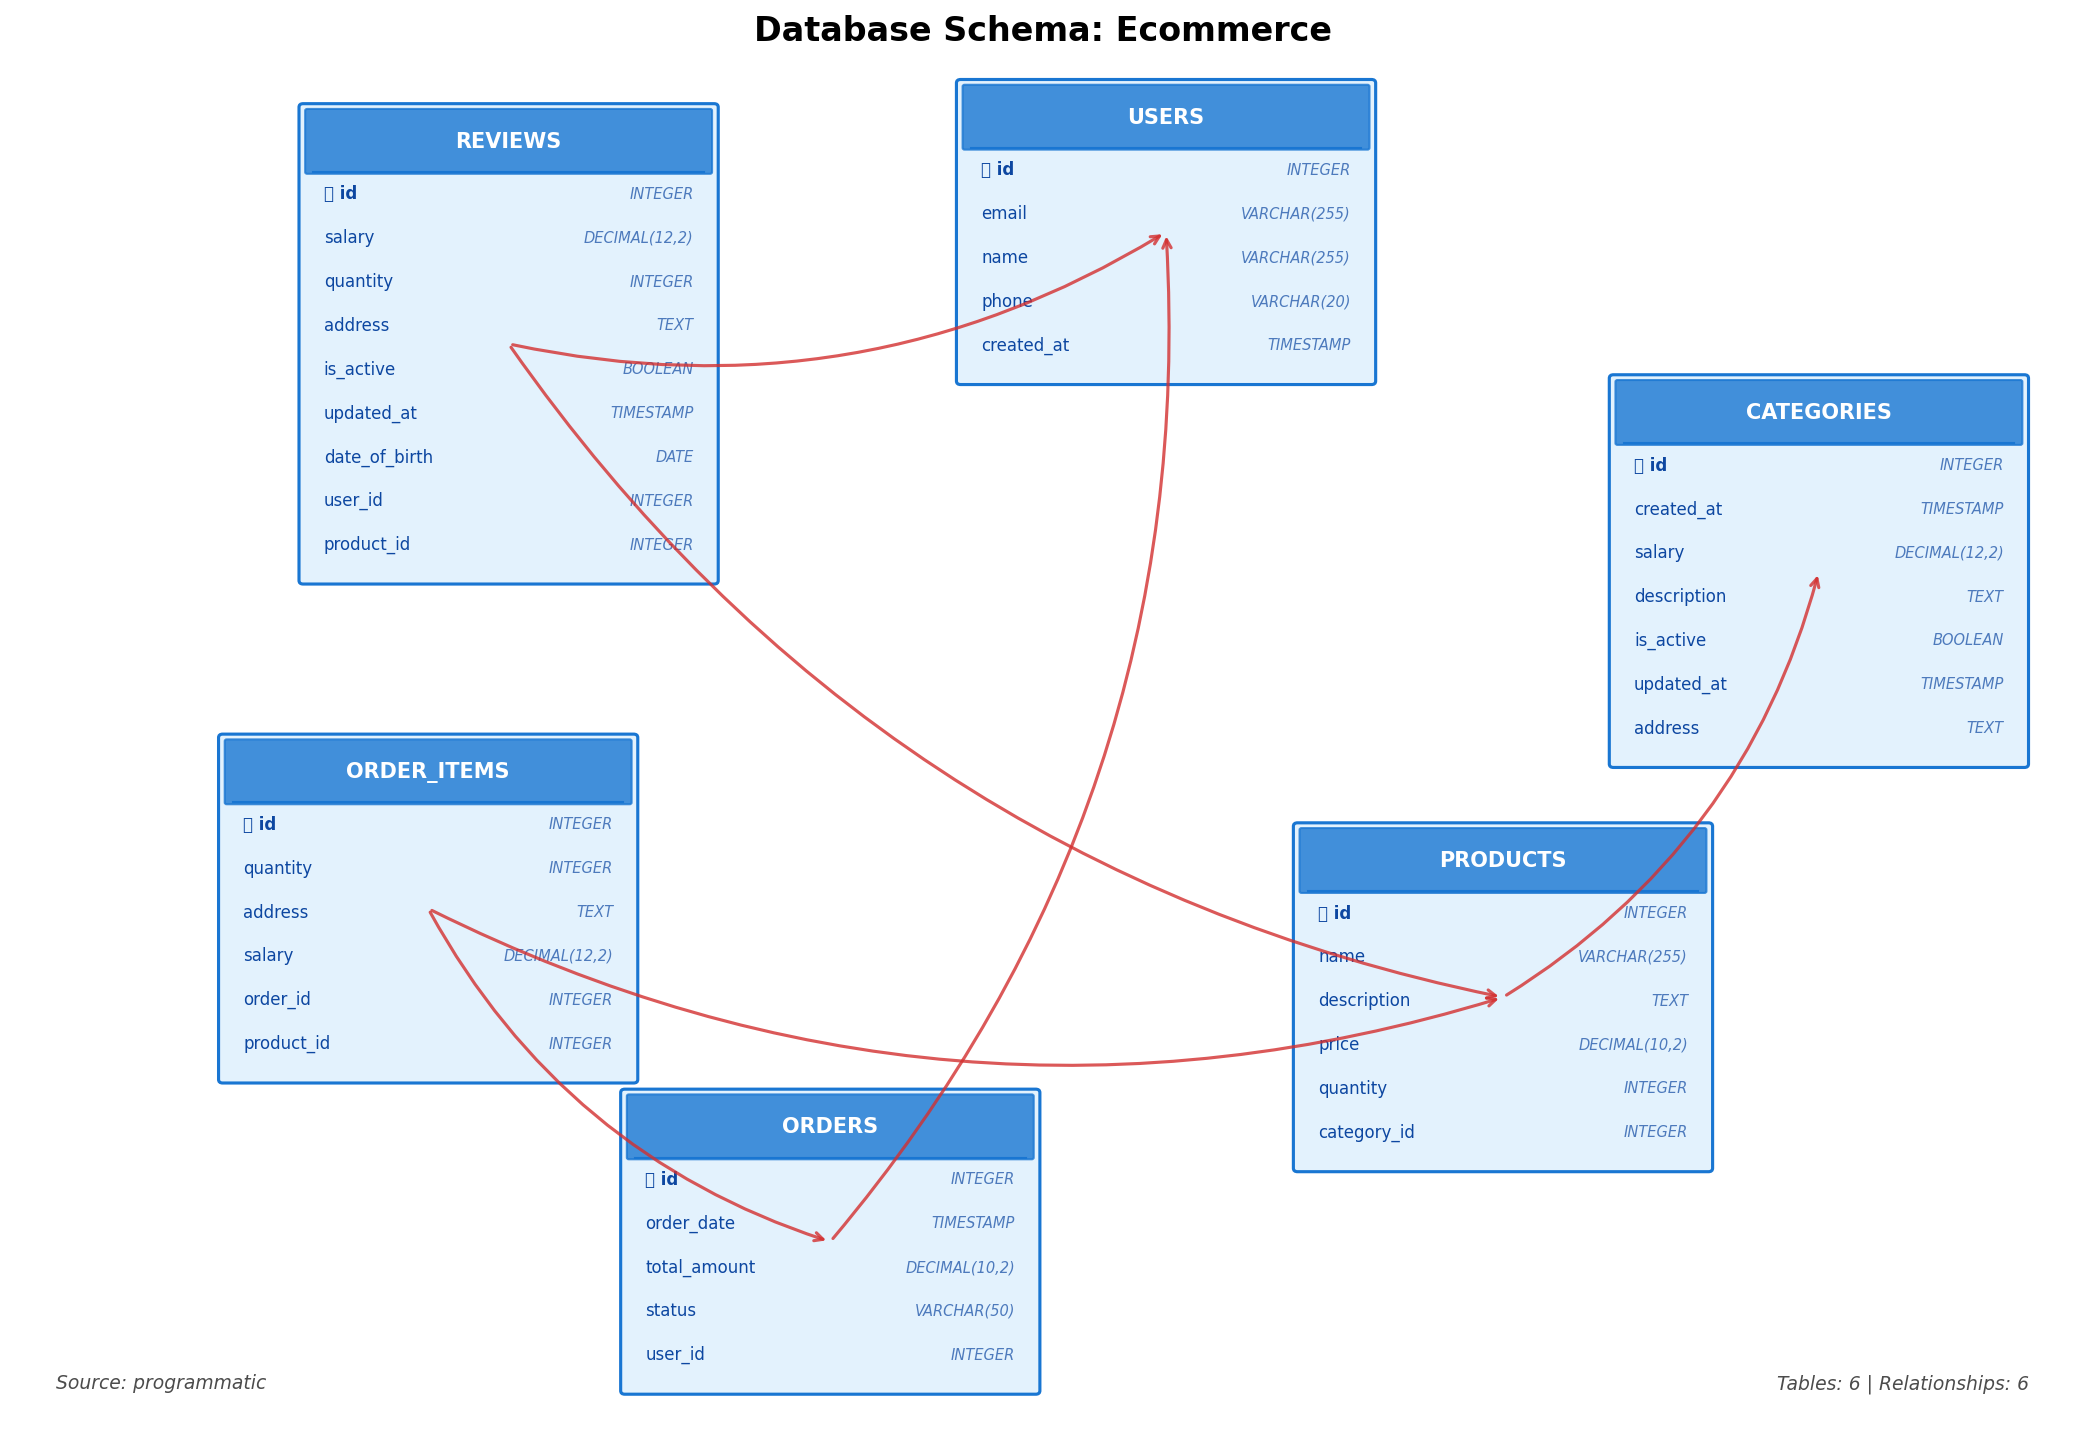 Database Schema: Ecommerce
REVIEWS
id INTEGER
salary DECIMAL(12,2)
quantity INTEGER
address TEXT
is_active BOOLEAN
updated_at TIMESTAMP
date_of_birth DATE
user_id INTEGER
product_id INTEGER
USERS
id INTEGER
email VARCHAR(255)
name VARCHAR(255)
phone VARCHAR(20)
created_at TIMESTAMP
CATEGORIES
id INTEGER
created_at TIMESTAMP
salary DECIMAL(12,2)
description TEXT
is_active BOOLEAN
updated_at TIMESTAMP
address TEXT
ORDER_ITEMS
id INTEGER
quantity INTEGER
address TEXT
salary DECIMAL(12,2)
order_id INTEGER
product_id INTEGER
PRODUCTS
id INTEGER
name VARCHAR(255)
description TEXT
price DECIMAL(10,2)
quantity INTEGER
category_id INTEGER
ORDERS
id INTEGER
order_date TIMESTAMP
total_amount DECIMAL(10,2)
status VARCHAR(50)
user_id INTEGER
Source: programmatic
Tables: 6 | Relationships: 6